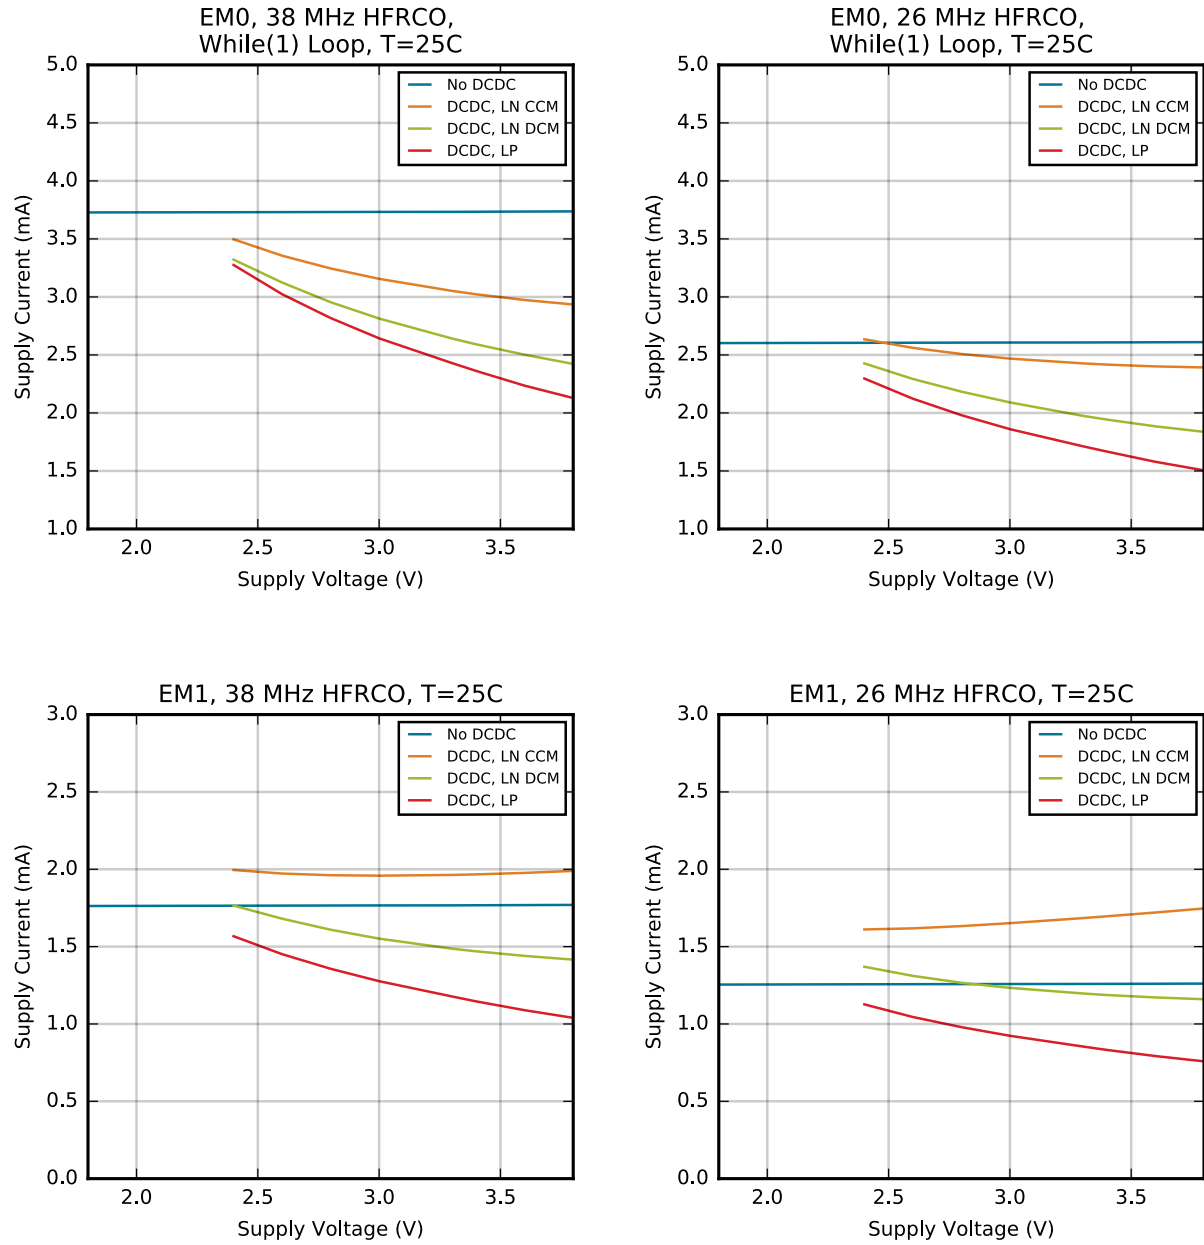 EM0, 38 MHz HFRCO,
While(1) Loop, T=25C
5.0
4.5
4.0
3.5
3.0
2.5
2.0
1.5
1.0
Supply Current (mA)
No DCDC
DCDC, LN CCM
DCDC, LN DCM
DCDC, LP
2.0 2.5 3.0 3.5
Supply Voltage (V)
EM0, 26 MHz HFRCO,
While(1) Loop, T=25C
5.0
4.5
4.0
3.5
3.0
2.5
2.0
1.5
1.0
Supply Current (mA)
No DCDC
DCDC, LN CCM
DCDC, LN DCM
DCDC, LP
2.0 2.5 3.0 3.5
Supply Voltage (V)
EM1, 38 MHz HFRCO, T=25C
3.0
2.5
2.0
1.5
1.0
0.5
0.0
Supply Current (mA)
No DCDC
DCDC, LN CCM
DCDC, LN DCM
DCDC, LP
2.0 2.5 3.0 3.5
Supply Voltage (V)
EM1, 26 MHz HFRCO, T=25C
3.0
2.5
2.0
1.5
1.0
0.5
0.0
Supply Current (mA)
No DCDC
DCDC, LN CCM
DCDC, LN DCM
DCDC, LP
2.0 2.5 3.0 3.5
Supply Voltage (V)